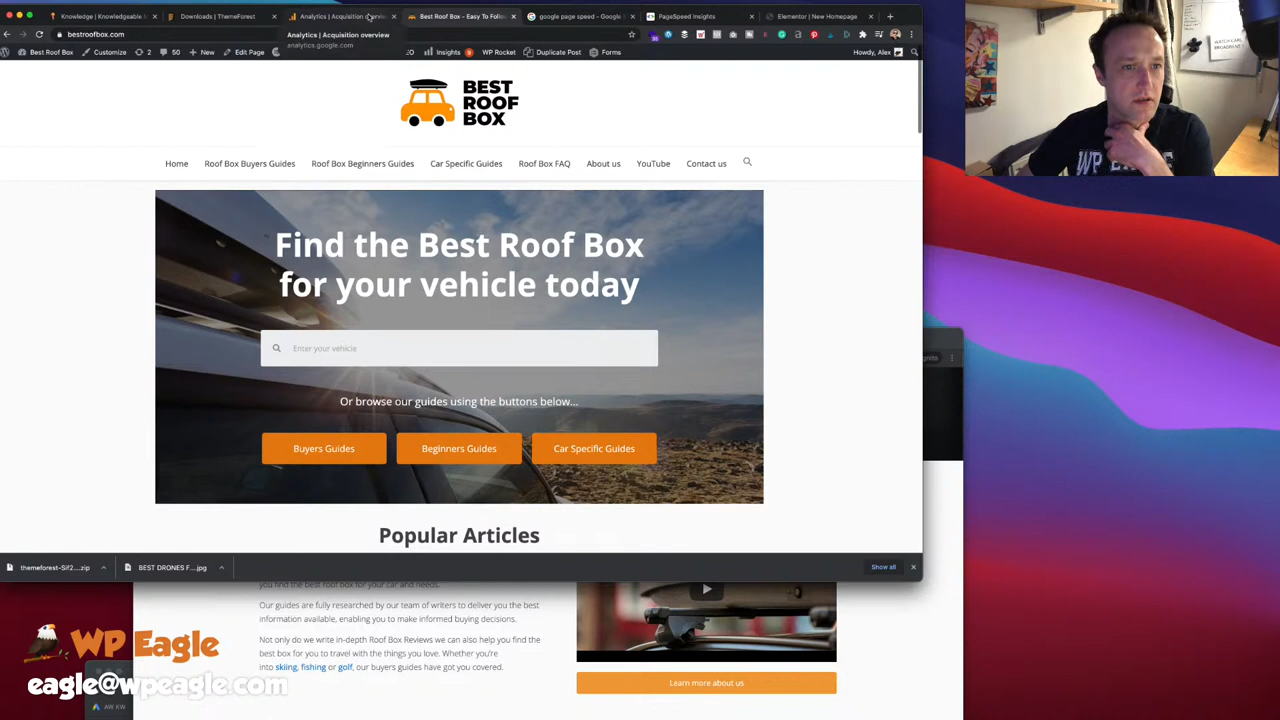 Knowledge | Knowledgeable M
Downloads | ThemeForest
Analytics | Acquisition overvie
Best Roof Box - Easy To Follow
google page speed - Google S
PageSpeed Insights
Elementor | New Homepage
bestroofbox.com
Analytics | Acquisition overview
analytics.google.com
Best Roof Box
Customize
2
50
New
Edit Page
Insights
WP Rocket
Duplicate Post
Forms
Howdy, Alex
BEST
ROOF
BOX
Home
Roof Box Buyers Guides
Roof Box Beginners Guides
Car Specific Guides
Roof Box FAQ
About us
YouTube
Contact us
Find the Best Roof Box
for your vehicle today
Enter your vehicle
Or browse our guides using the buttons below...
Buyers Guides
Beginners Guides
Car Specific Guides
Popular Articles
themeforest-Sif2....zip
BEST DRONES F....jpg
Show all
you find the best roof box for your car and needs.
Our guides are fully researched by our team of writers to deliver you the best
information available, enabling you to make informed buying decisions.
Not only do we write in-depth Roof Box Reviews we can also help you find the
best box for you to travel with the things you love. Whether you're
into skiing, fishing or golf, our buyers guides have got you covered.
Learn more about us
WP Eagle
eagle@wpeagle.com
AW KW
WP EAGLE